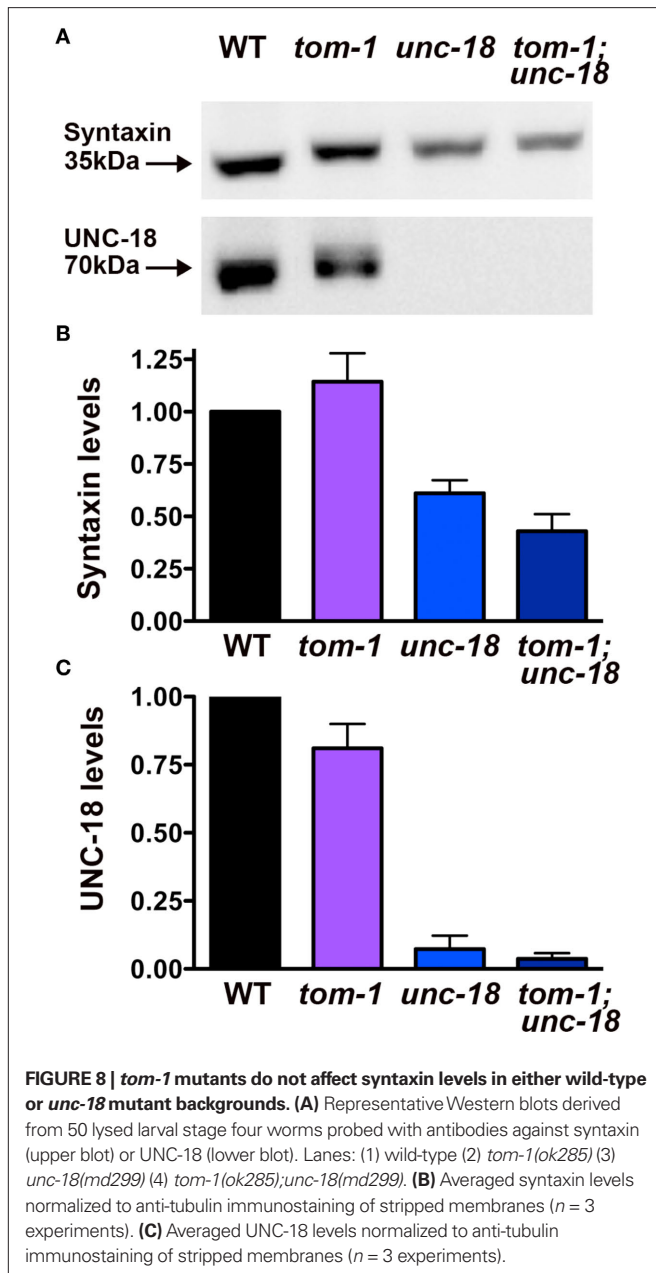 A
WT tom-1 unc-18 tom-1;
unc-18
Syntaxin
35kDa
UNC-18
70kDa
B
Syntaxin levels
1.25
1.00
0.75
0.50
0.25
0.00
WT tom-1 unc-18 tom-1;
unc-18
C
UNC-18 levels
1.00
0.75
0.50
0.25
0.00
WT tom-1 unc-18 tom-1;
unc-18
FIGURE 8 | tom-1 mutants do not affect syntaxin levels in either wild-type
or unc-18 mutant backgrounds. (A) Representative Western blots derived
from 50 lysed larval stage four worms probed with antibodies against syntaxin
(upper blot) or UNC-18 (lower blot). Lanes: (1) wild-type (2) tom-1(ok285) (3)
unc-18(md299) (4) tom-1(ok285);unc-18(md299). (B) Averaged syntaxin levels
normalized to anti-tubulin immunostaining of stripped membranes (n = 3
experiments). (C) Averaged UNC-18 levels normalized to anti-tubulin
immunostaining of stripped membranes (n = 3 experiments).